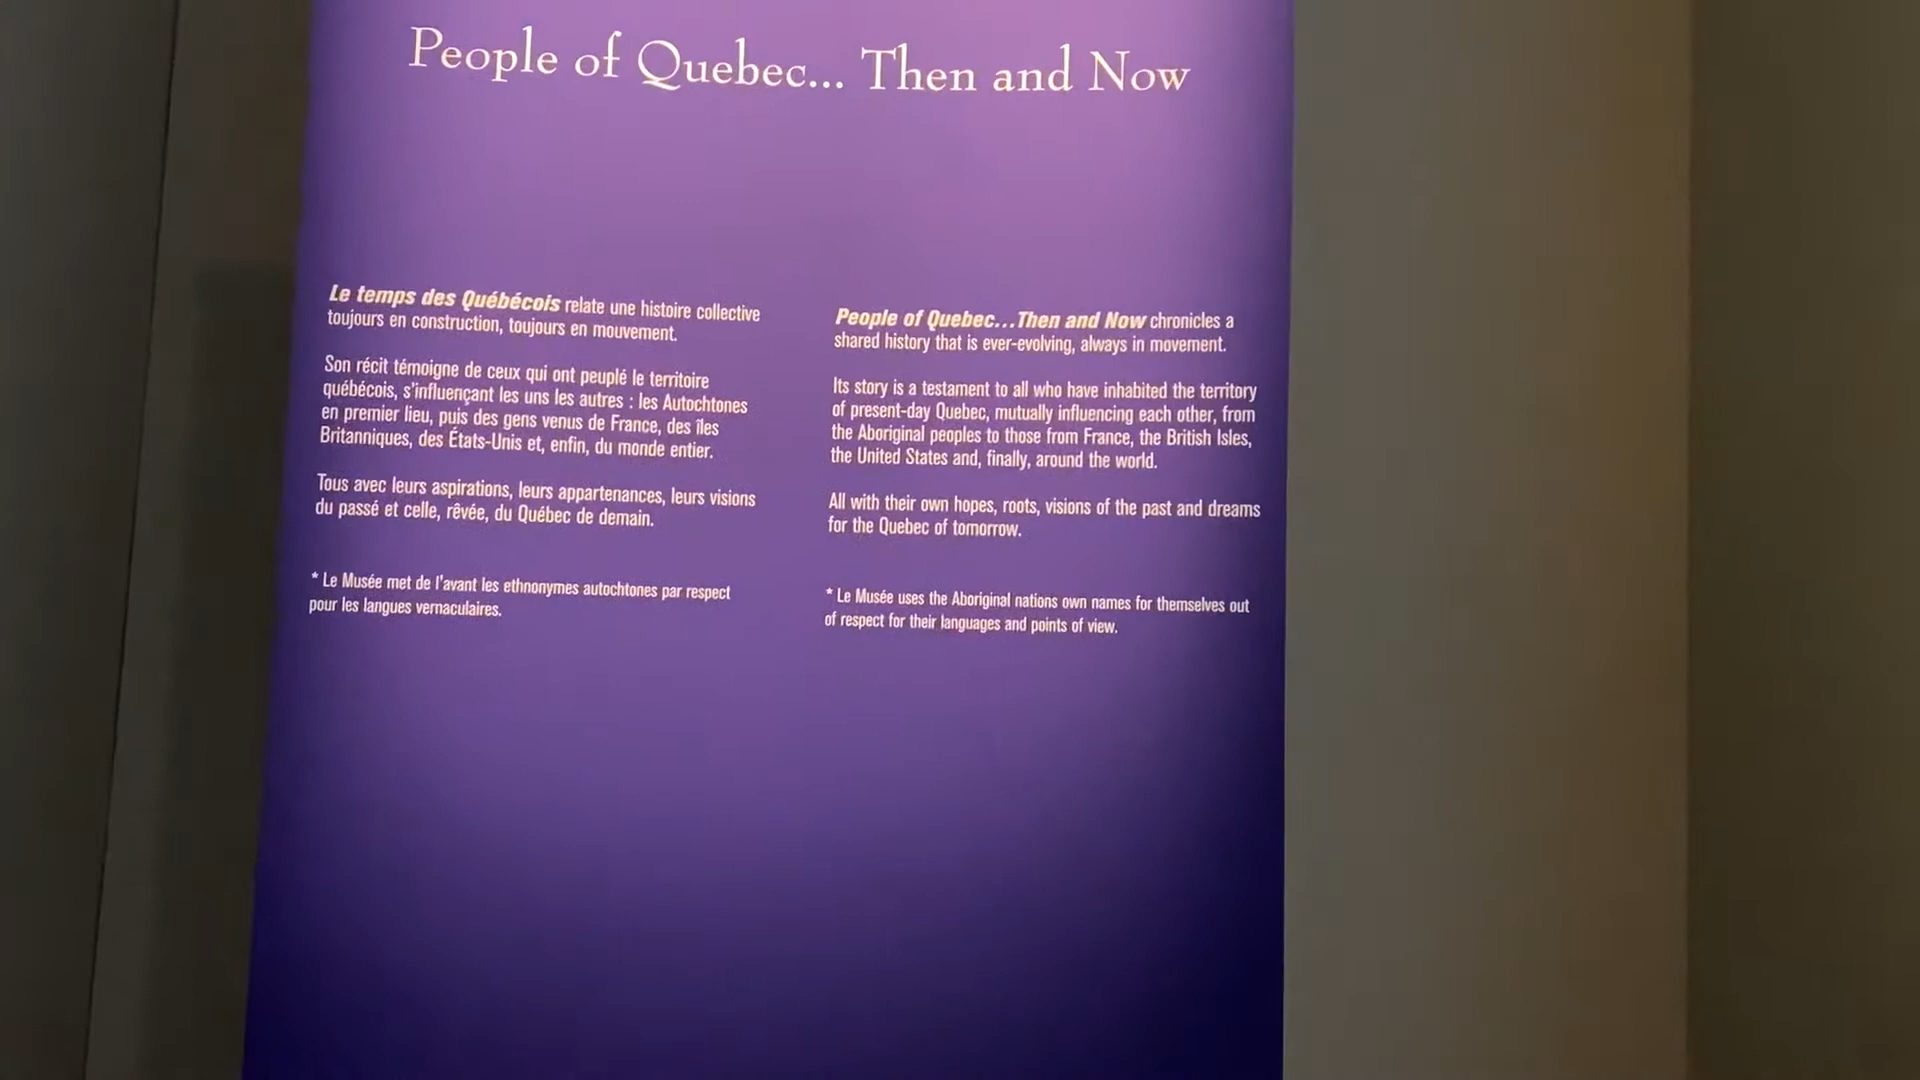 People of Quebec... Then and Now
Le temps des Québécois relate une histoire collective
toujours en construction, toujours en mouvement.
Son récit témoigne de ceux qui ont peuplé le territoire
québécois, s'influençant les uns les autres : les Autochtones
en premier lieu, puis des gens venus de France, des îles
Britanniques, des États-Unis et, enfin, du monde entier.
Tous avec leurs aspirations, leurs appartenances, leurs visions
du passé et celle, rêvée, du Québec de demain.
* Le Musée met de l'avant les ethnonymes autochtones par respect
pour les langues vernaculaires.
People of Quebec...Then and Now chronicles a
shared history that is ever-evolving, always in movement.
Its story is a testament to all who have inhabited the territory
of present-day Quebec, mutually influencing each other, from
the Aboriginal peoples to those from France, the British Isles,
the United States and, finally, around the world.
All with their own hopes, roots, visions of the past and dreams
for the Quebec of tomorrow.
* Le Musée uses the Aboriginal nations own names for themselves out
of respect for their languages and points of view.